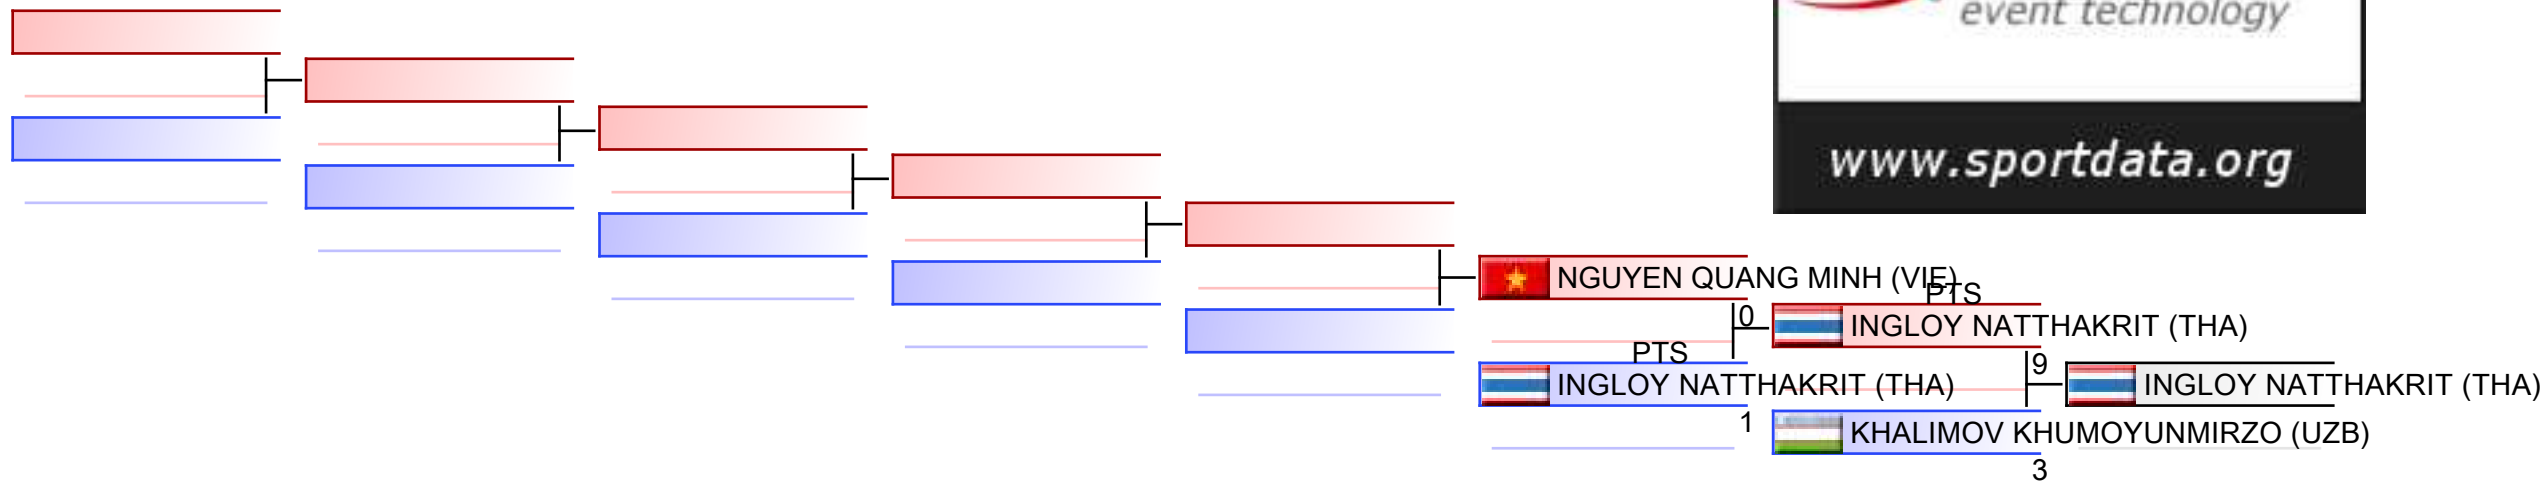 event technology
www.sportdata.org
NGUYEN QUANG MINH (VIE)
PTS
0
INGLOY NATTHAKRIT (THA)
PTS
9
INGLOY NATTHAKRIT (THA)
INGLOY NATTHAKRIT (THA)
1
KHALIMOV KHUMOYUNMIRZO (UZB)
3